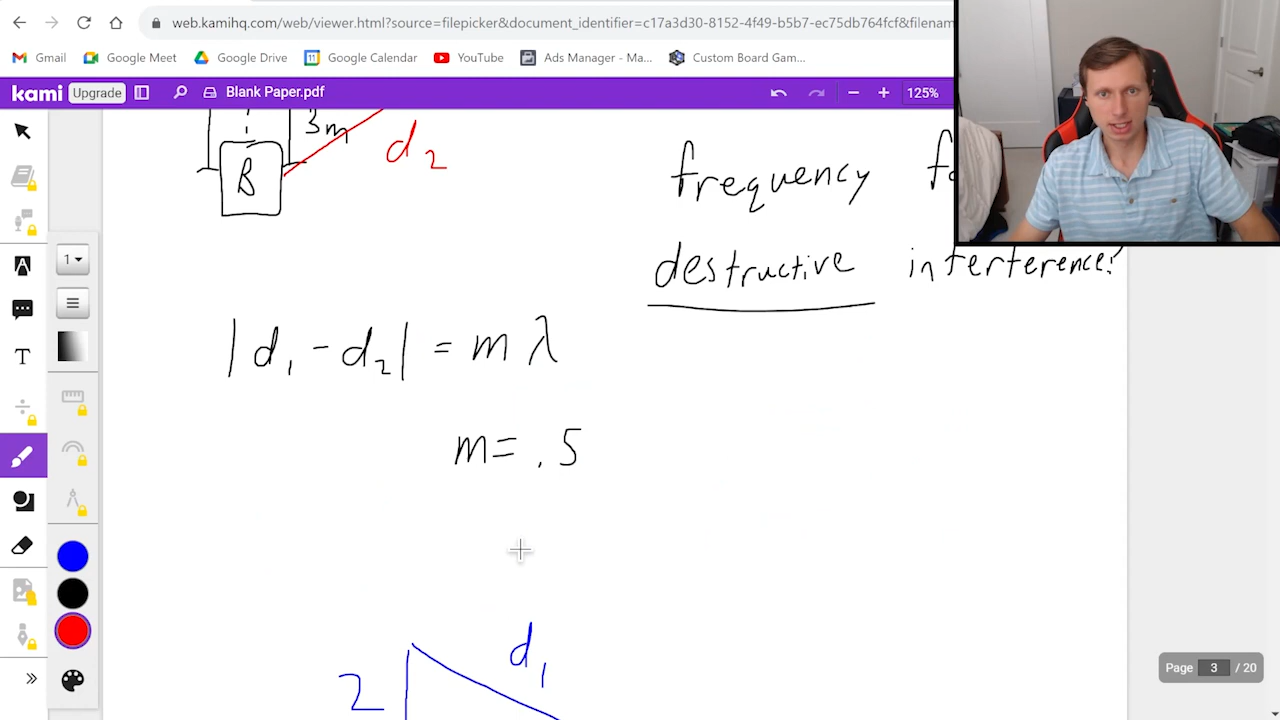 web.kamihq.com/web/viewer.html?source=filepicker&document_identifier=c17a3d30-8152-4f49-b5b7-ec75db764fcf&filenam
Gmail Google Meet Google Drive Google Calendar YouTube Ads Manager - Ma... Custom Board Gam...
kami Upgrade Blank Paper.pdf 125%
3m
d2
B
frequency
destructive interference?
1
|d1 - d2| = m λ
m = .5
T
d1
2
Page 3 / 20